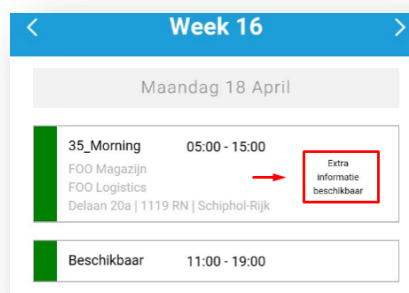 Week 16
Maandag 18 April
35_Morning 05:00 - 15:00
FOO Magazijn
FOO Logistics
Delaan 20a | 1119 RN | Schiphol-Rijk
Extra
informatie
beschikbaar
Beschikbaar 11:00 - 19:00